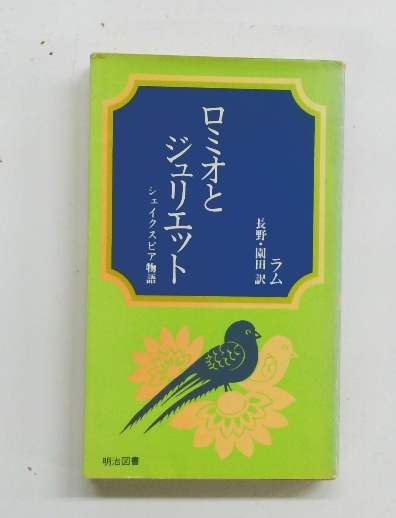 ロミオと
ジュリエット
シェイクスピア物語
ラム
長野・園田 訳
明治図書